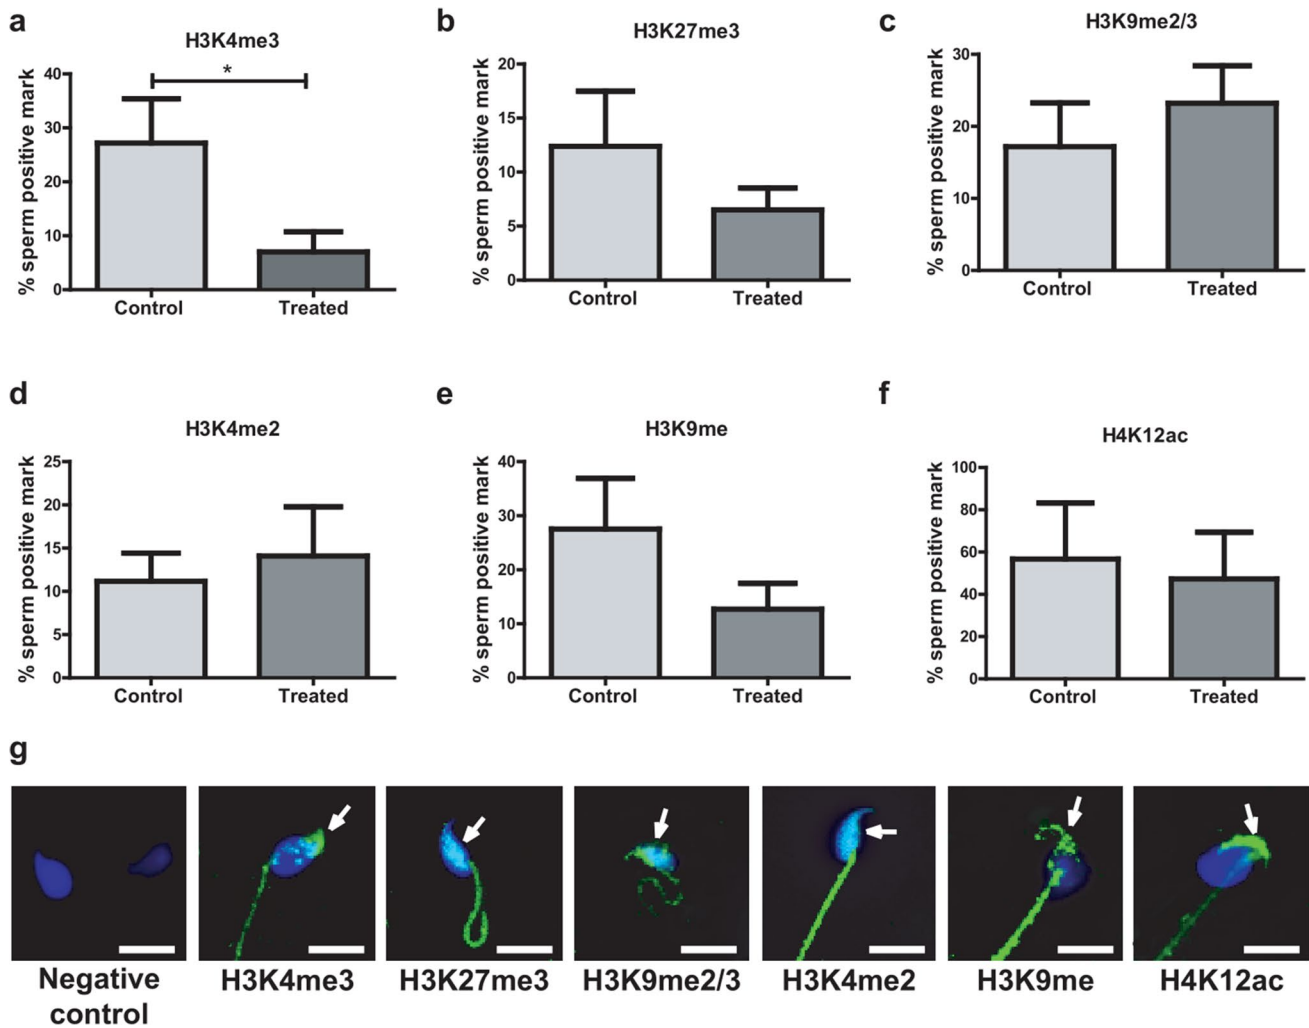 a
H3K4me3
*
% sperm positive mark
40
30
20
10
0
Control
Treated
b
H3K27me3
% sperm positive mark
20
15
10
5
0
Control
Treated
c
H3K9me2/3
% sperm positive mark
30
20
10
0
Control
Treated
d
H3K4me2
% sperm positive mark
25
20
15
10
5
0
Control
Treated
e
H3K9me
% sperm positive mark
40
30
20
10
0
Control
Treated
f
H4K12ac
% sperm positive mark
100
80
60
40
20
0
Control
Treated
g
Negative
control
H3K4me3
H3K27me3
H3K9me2/3
H3K4me2
H3K9me
H4K12ac